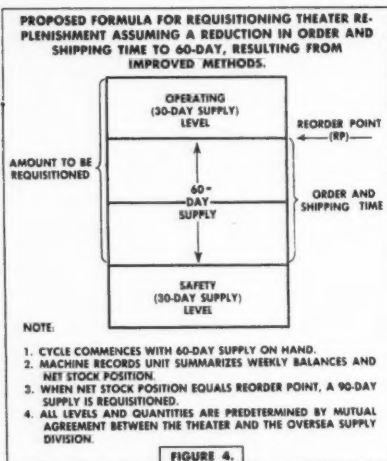 PROPOSED FORMULA FOR REQUISITIONING THEATER RE-
PLENISHMENT ASSUMING A REDUCTION IN ORDER AND
SHIPPING TIME TO 60-DAY, RESULTING FROM
IMPROVED METHODS.
OPERATING
(30-DAY SUPPLY)
LEVEL
REORDER POINT
(RP)
AMOUNT TO BE
REQUISITIONED
60-
DAY
SUPPLY
ORDER AND
SHIPPING TIME
SAFETY
(30-DAY SUPPLY)
LEVEL
NOTE:
1. CYCLE COMMENCES WITH 60-DAY SUPPLY ON HAND.
2. MACHINE RECORDS UNIT SUMMARIZES WEEKLY BALANCES AND
NET STOCK POSITION.
3. WHEN NET STOCK POSITION EQUALS REORDER POINT, A 90-DAY
SUPPLY IS REQUISITIONED.
4. ALL LEVELS AND QUANTITIES ARE PREDETERMINED BY MUTUAL
AGREEMENT BETWEEN THE THEATER AND THE OVERSEA SUPPLY
DIVISION.
FIGURE 4.